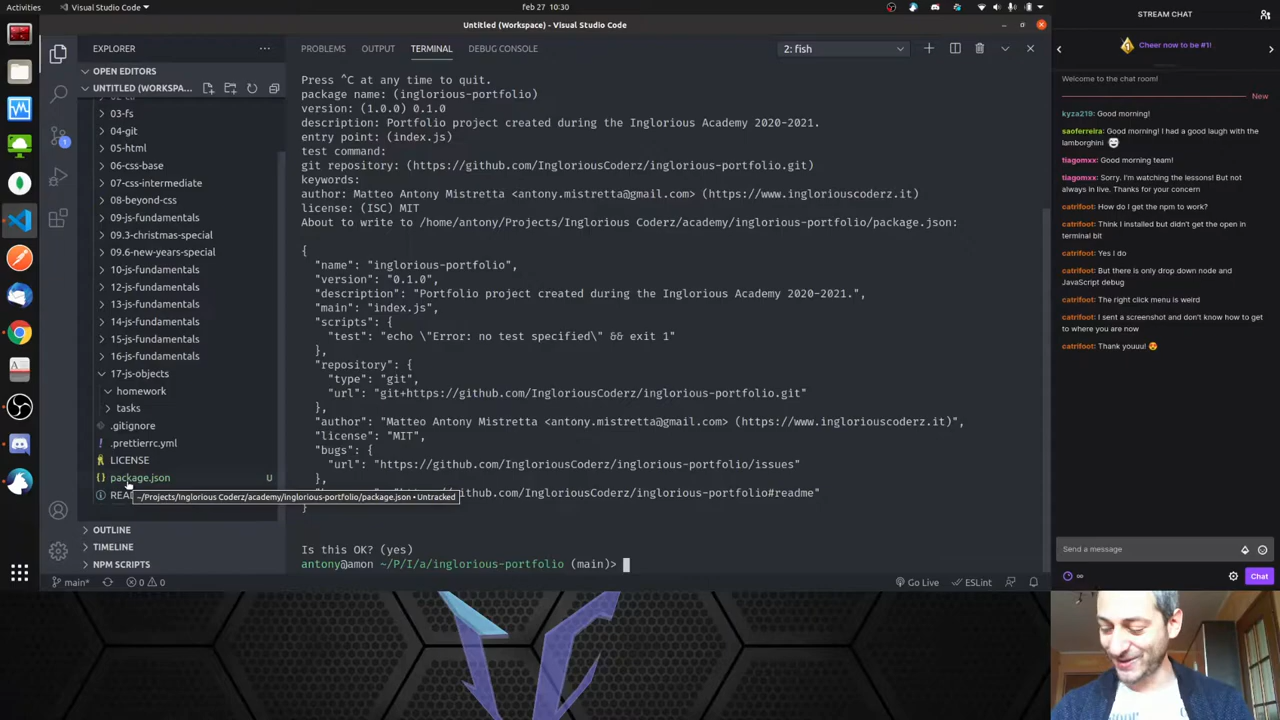 Activities
Visual Studio Code
feb 27 10:30
Untitled (Workspace) - Visual Studio Code
EXPLORER
OPEN EDITORS
UNTITLED (WORKSPA...
03-fs
04-git
05-html
06-css-base
07-css-intermediate
08-beyond-css
09-js-fundamentals
09.3-christmas-special
09.6-new-years-special
10-js-fundamentals
12-js-fundamentals
13-js-fundamentals
14-js-fundamentals
15-js-fundamentals
16-js-fundamentals
17-js-objects
homework
tasks
.gitignore
.prettierrc.yml
LICENSE
{} package.json U
~/Projects/Inglorious Coderz/academy/inglorious-portfolio/package.json • Untracked
OUTLINE
TIMELINE
NPM SCRIPTS
PROBLEMS OUTPUT TERMINAL DEBUG CONSOLE
2: fish
Press ^C at any time to quit.
package name: (inglorious-portfolio)
version: (1.0.0) 0.1.0
description: Portfolio project created during the Inglorious Academy 2020-2021.
entry point: (index.js)
test command:
git repository: (https://github.com/IngloriousCoderz/inglorious-portfolio.git)
keywords:
author: Matteo Antony Mistretta <antony.mistretta@gmail.com> (https://www.ingloriouscoderz.it)
license: (ISC) MIT
About to write to /home/antony/Projects/Inglorious Coderz/academy/inglorious-portfolio/package.json:
{
"name": "inglorious-portfolio",
"version": "0.1.0",
"description": "Portfolio project created during the Inglorious Academy 2020-2021.",
"main": "index.js",
"scripts": {
"test": "echo \"Error: no test specified\" && exit 1"
},
"repository": {
"type": "git",
"url": "git+https://github.com/IngloriousCoderz/inglorious-portfolio.git"
},
"author": "Matteo Antony Mistretta <antony.mistretta@gmail.com> (https://www.ingloriouscoderz.it)",
"license": "MIT",
"bugs": {
"url": "https://github.com/IngloriousCoderz/inglorious-portfolio/issues"
},
github.com/IngloriousCoderz/inglorious-portfolio#readme"
}
Is this OK? (yes)
antony@amon ~/P/I/a/inglorious-portfolio (main)>
main* 0 0
Go Live ESLint
STREAM CHAT
1 Cheer now to be #1!
Welcome to the chat room!
New
kyza219: Good morning!
saoferreira: Good morning! I had a good laugh with the
lamborghini
tiagomxx: Good morning team!
tiagomxx: Sorry, I'm watching the lessons! But not
always in live. Thanks for your concern
catrifoot: How do I get the npm to work?
catrifoot: Think I installed but didn't get the open in
terminal bit
catrifoot: Yes I do
catrifoot: But there is only drop down node and
JavaScript debug
catrifoot: The right click menu is weird
catrifoot: I sent a screenshot and don't know how to get
to where you are now
catrifoot: Thank youuu!
Send a message
∞
Chat